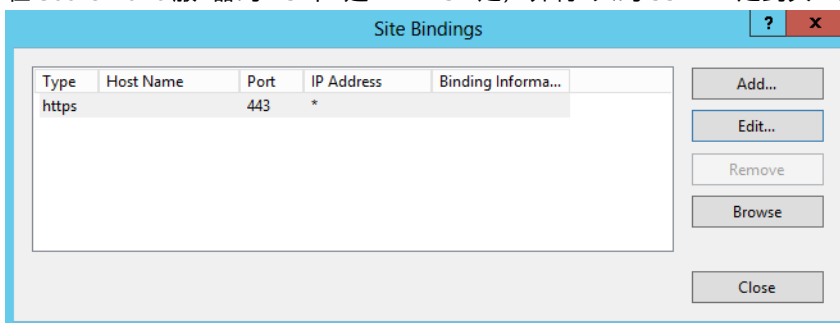 Site Bindings
?
x
Type Host Name Port IP Address Binding Informa...
https 443 *
Add...
Edit...
Remove
Browse
Close